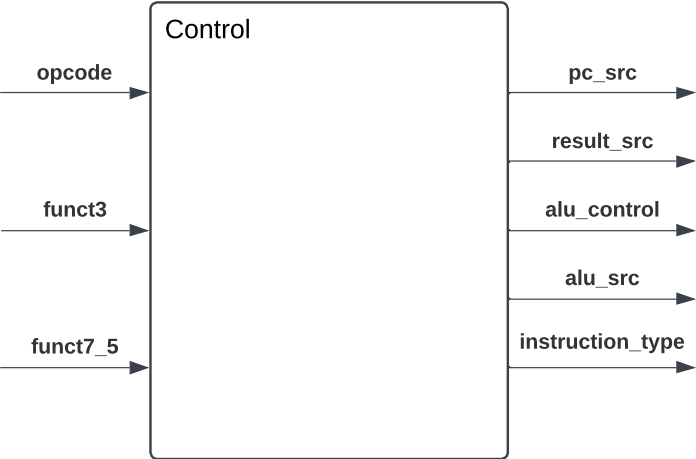 Control
opcode
funct3
funct7_5
pc_src
result_src
alu_control
alu_src
instruction_type